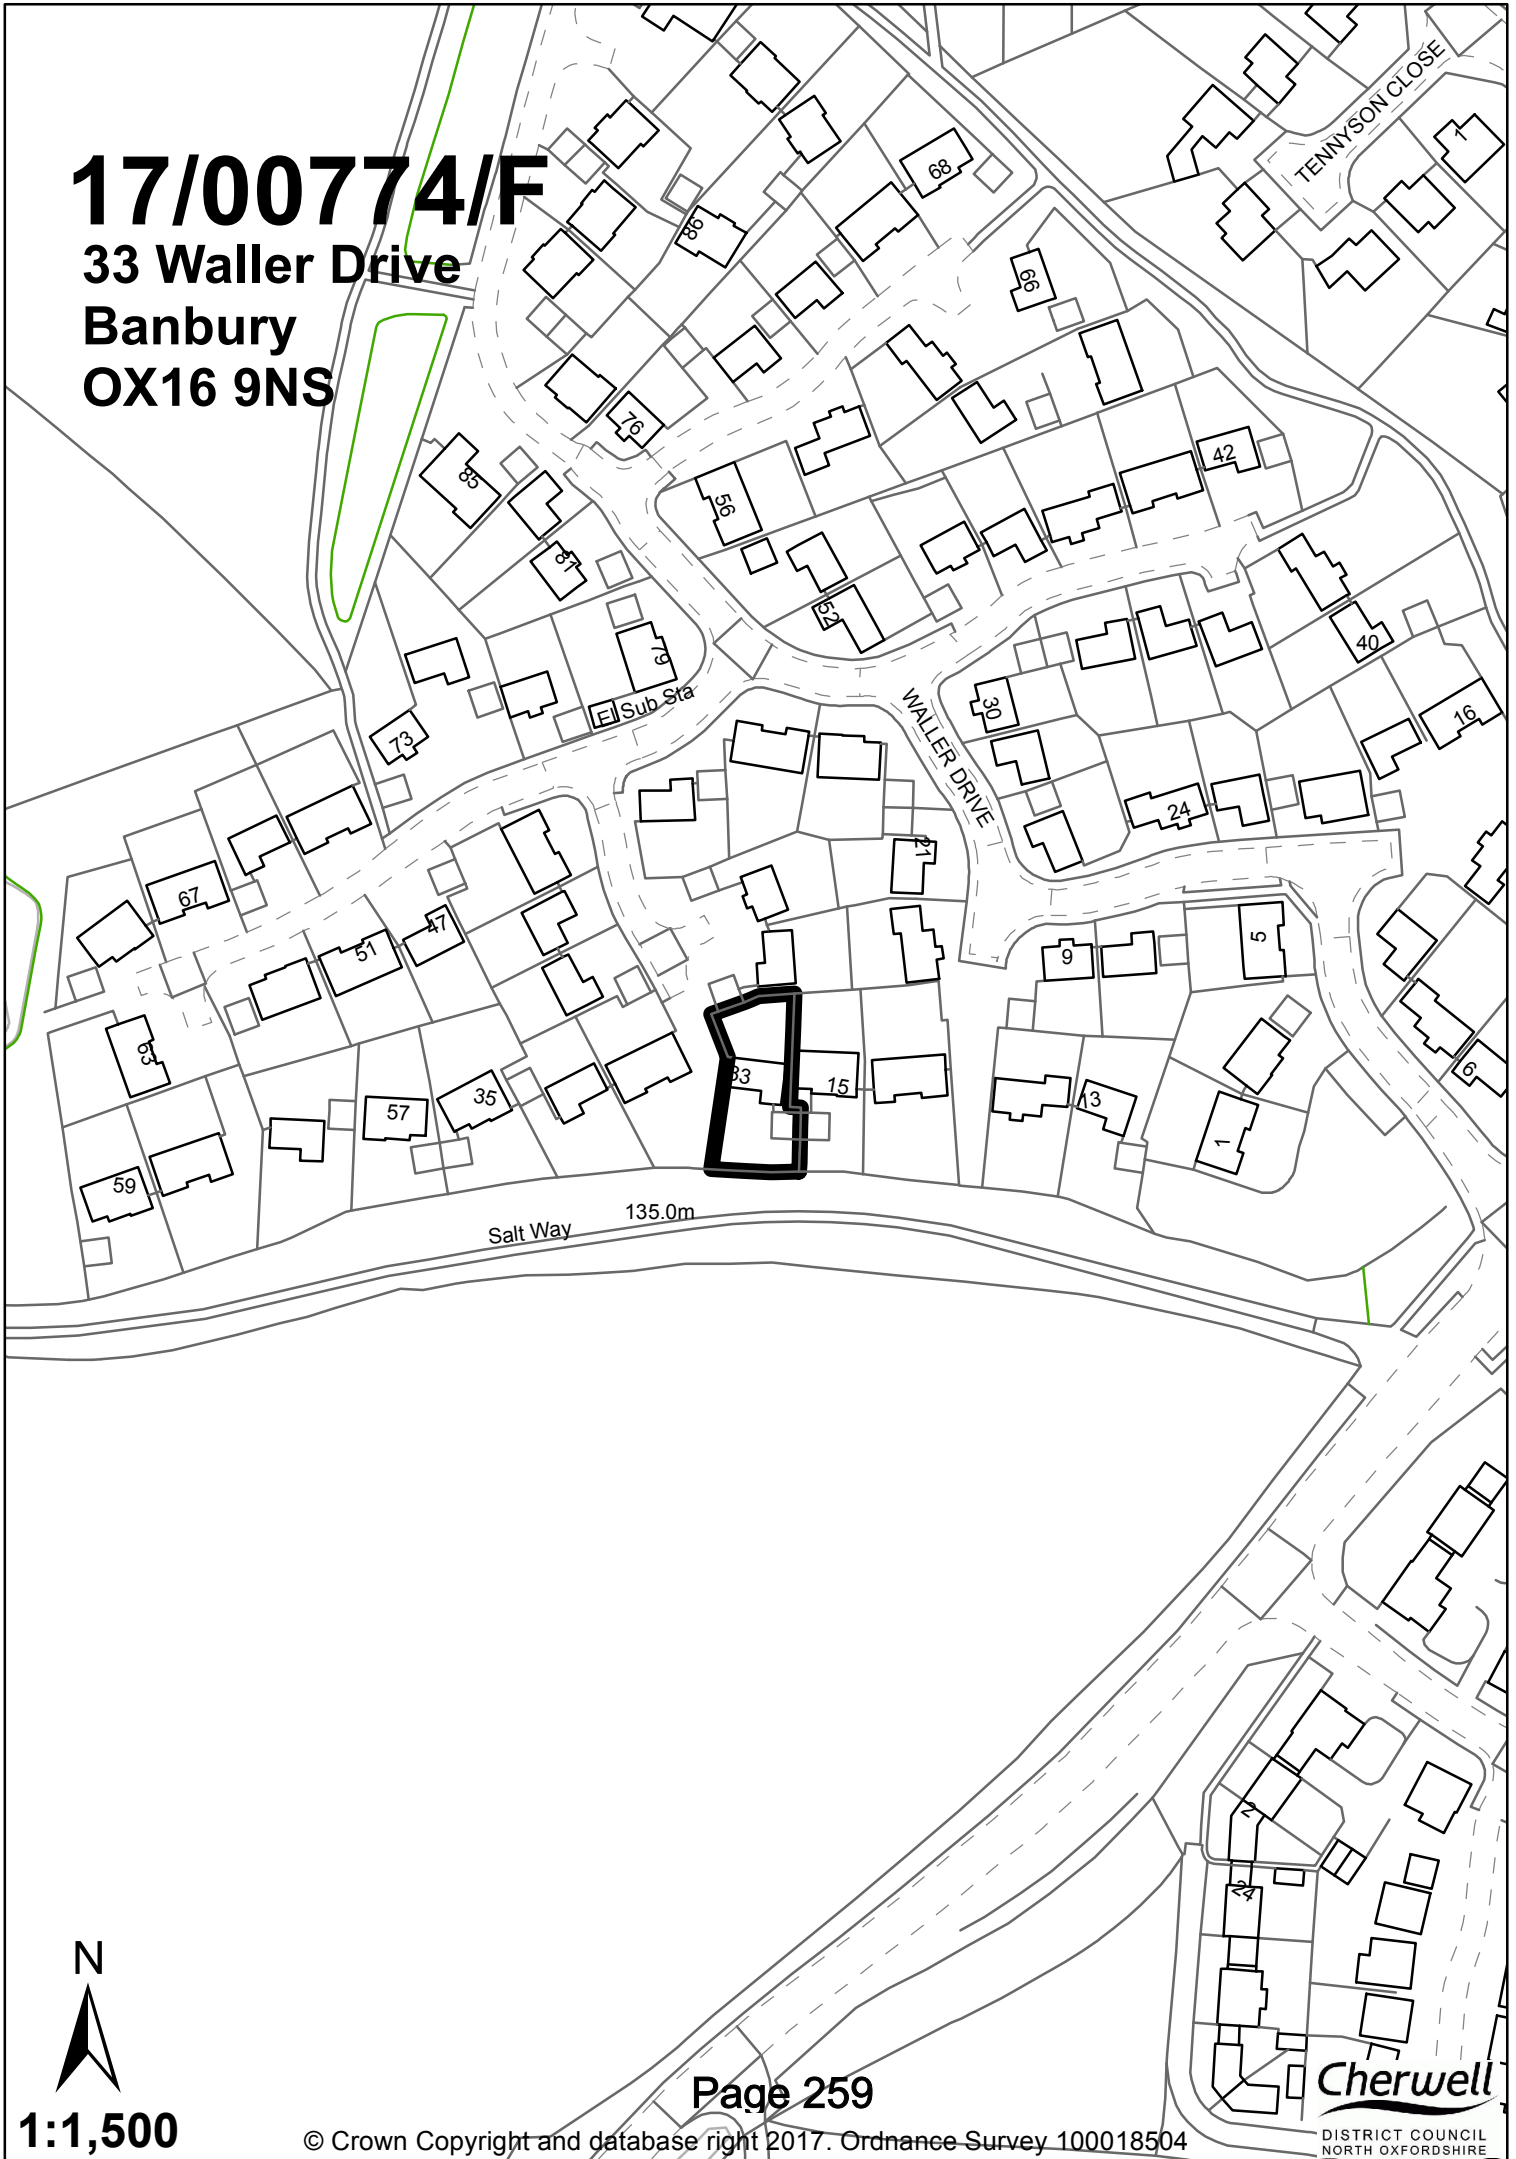 17/00774/F
33 Waller Drive
Banbury
OX16 9NS
TENNYSON CLOSE
1
68
86
66
76
85
42
56
81
52
79
40
El Sub Sta
WALLER DRIVE
30
16
73
24
21
67
47
51
5
9
63
33
15
6
35
57
13
1
59
135.0m
Salt Way
2
24
N
1:1,500
Page 259
© Crown Copyright and database right 2017. Ordnance Survey 100018504
Cherwell
DISTRICT COUNCIL
NORTH OXFORDSHIRE